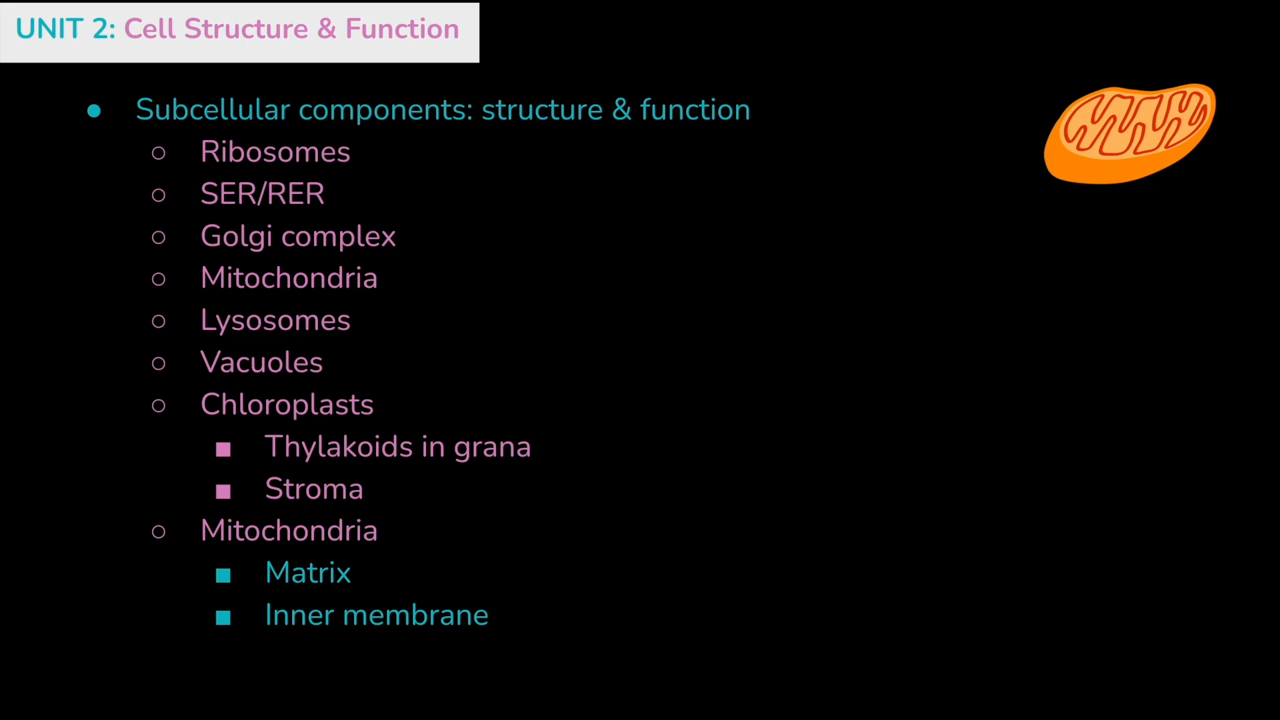 UNIT 2: Cell Structure & Function
● Subcellular components: structure & function
○ Ribosomes
○ SER/RER
○ Golgi complex
○ Mitochondria
○ Lysosomes
○ Vacuoles
○ Chloroplasts
■ Thylakoids in grana
■ Stroma
○ Mitochondria
■ Matrix
■ Inner membrane